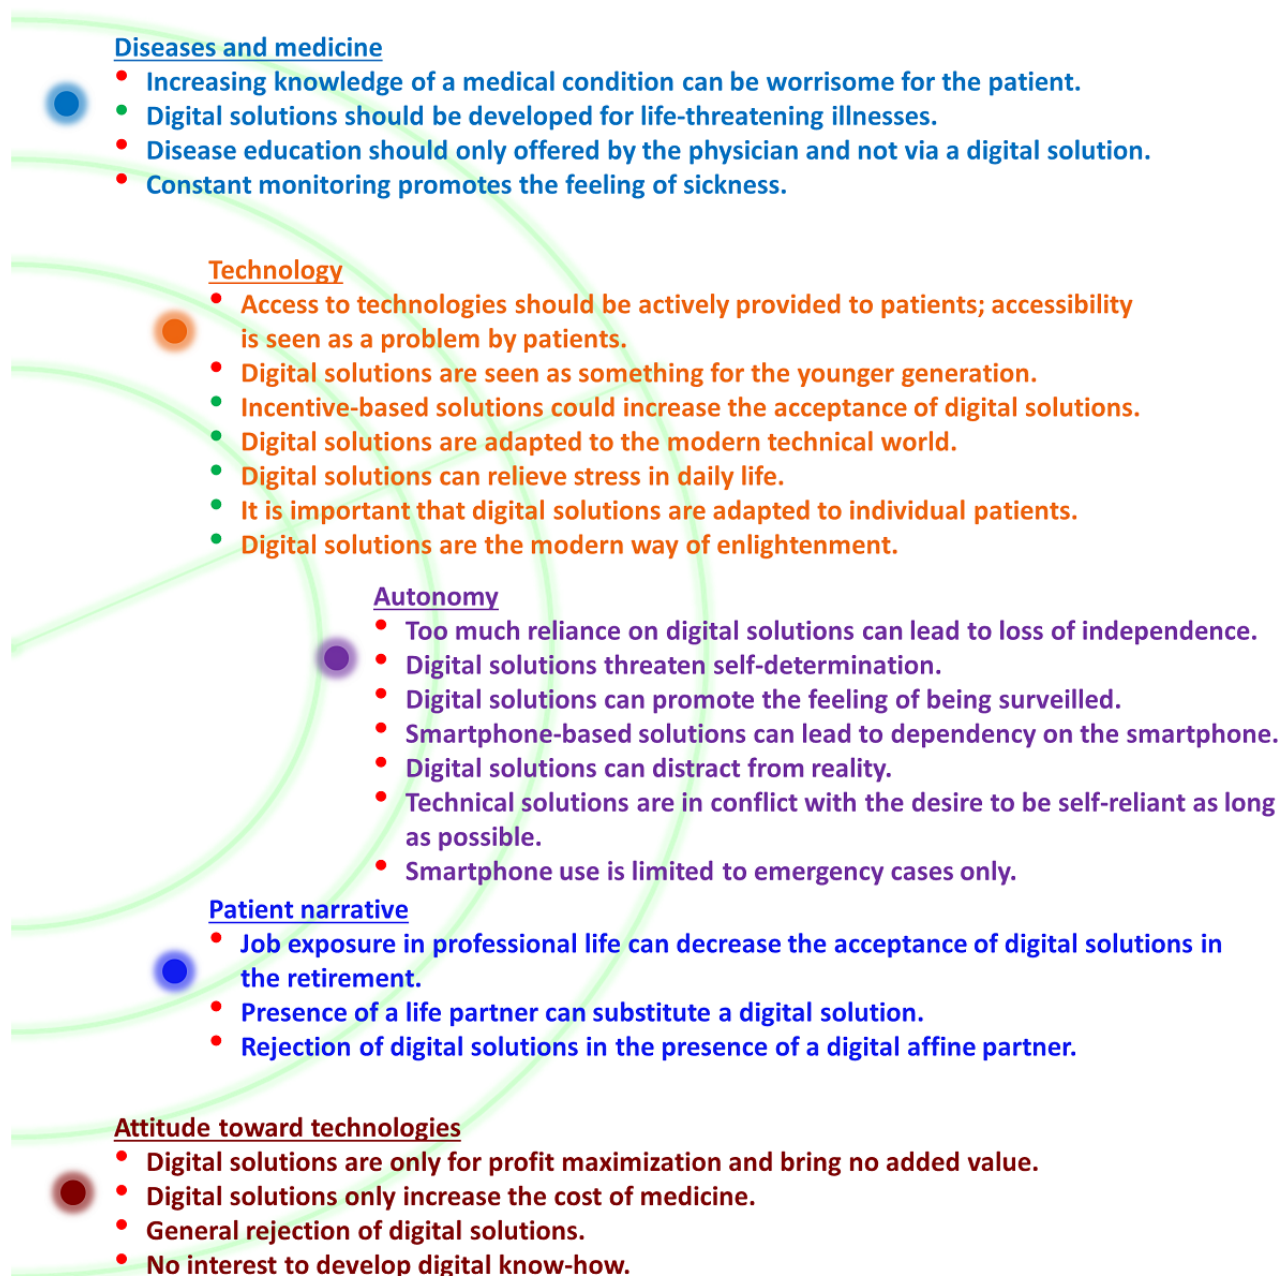 Diseases and medicine
• Increasing knowledge of a medical condition can be worrisome for the patient.
• Digital solutions should be developed for life-threatening illnesses.
• Disease education should only offered by the physician and not via a digital solution.
• Constant monitoring promotes the feeling of sickness.
Technology
• Access to technologies should be actively provided to patients; accessibility
is seen as a problem by patients.
• Digital solutions are seen as something for the younger generation.
• Incentive-based solutions could increase the acceptance of digital solutions.
• Digital solutions are adapted to the modern technical world.
• Digital solutions can relieve stress in daily life.
• It is important that digital solutions are adapted to individual patients.
• Digital solutions are the modern way of enlightenment.
Autonomy
• Too much reliance on digital solutions can lead to loss of independence.
• Digital solutions threaten self-determination.
• Digital solutions can promote the feeling of being surveilled.
• Smartphone-based solutions can lead to dependency on the smartphone.
• Digital solutions can distract from reality.
• Technical solutions are in conflict with the desire to be self-reliant as long
as possible.
• Smartphone use is limited to emergency cases only.
Patient narrative
• Job exposure in professional life can decrease the acceptance of digital solutions in
the retirement.
• Presence of a life partner can substitute a digital solution.
• Rejection of digital solutions in the presence of a digital affine partner.
Attitude toward technologies
• Digital solutions are only for profit maximization and bring no added value.
• Digital solutions only increase the cost of medicine.
• General rejection of digital solutions.
• No interest to develop digital know-how.